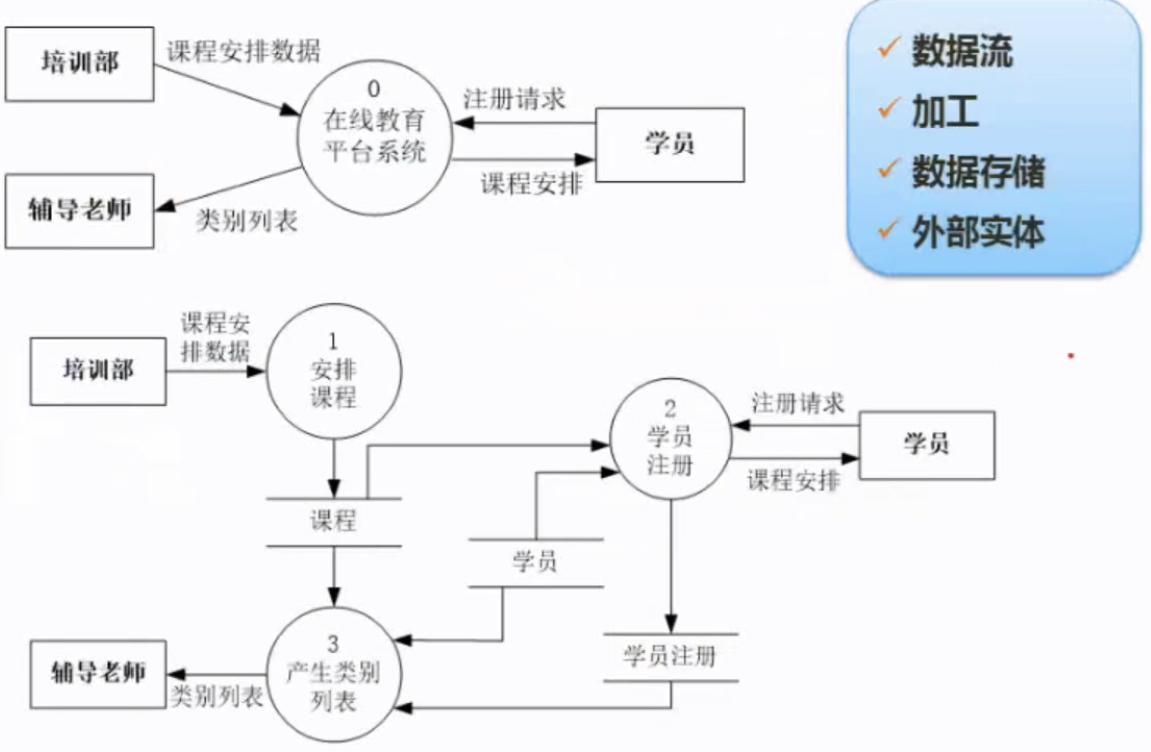 培训部
课程安排数据
0
在线教育
平台系统
注册请求
学员
课程安排
辅导老师
类别列表
数据流
加工
数据存储
外部实体
培训部
课程安
排数据
1
安排
课程
2
学员
注册
注册请求
学员
课程安排
课程
学员
学员注册
辅导老师
类别列表
3
产生类别
列表